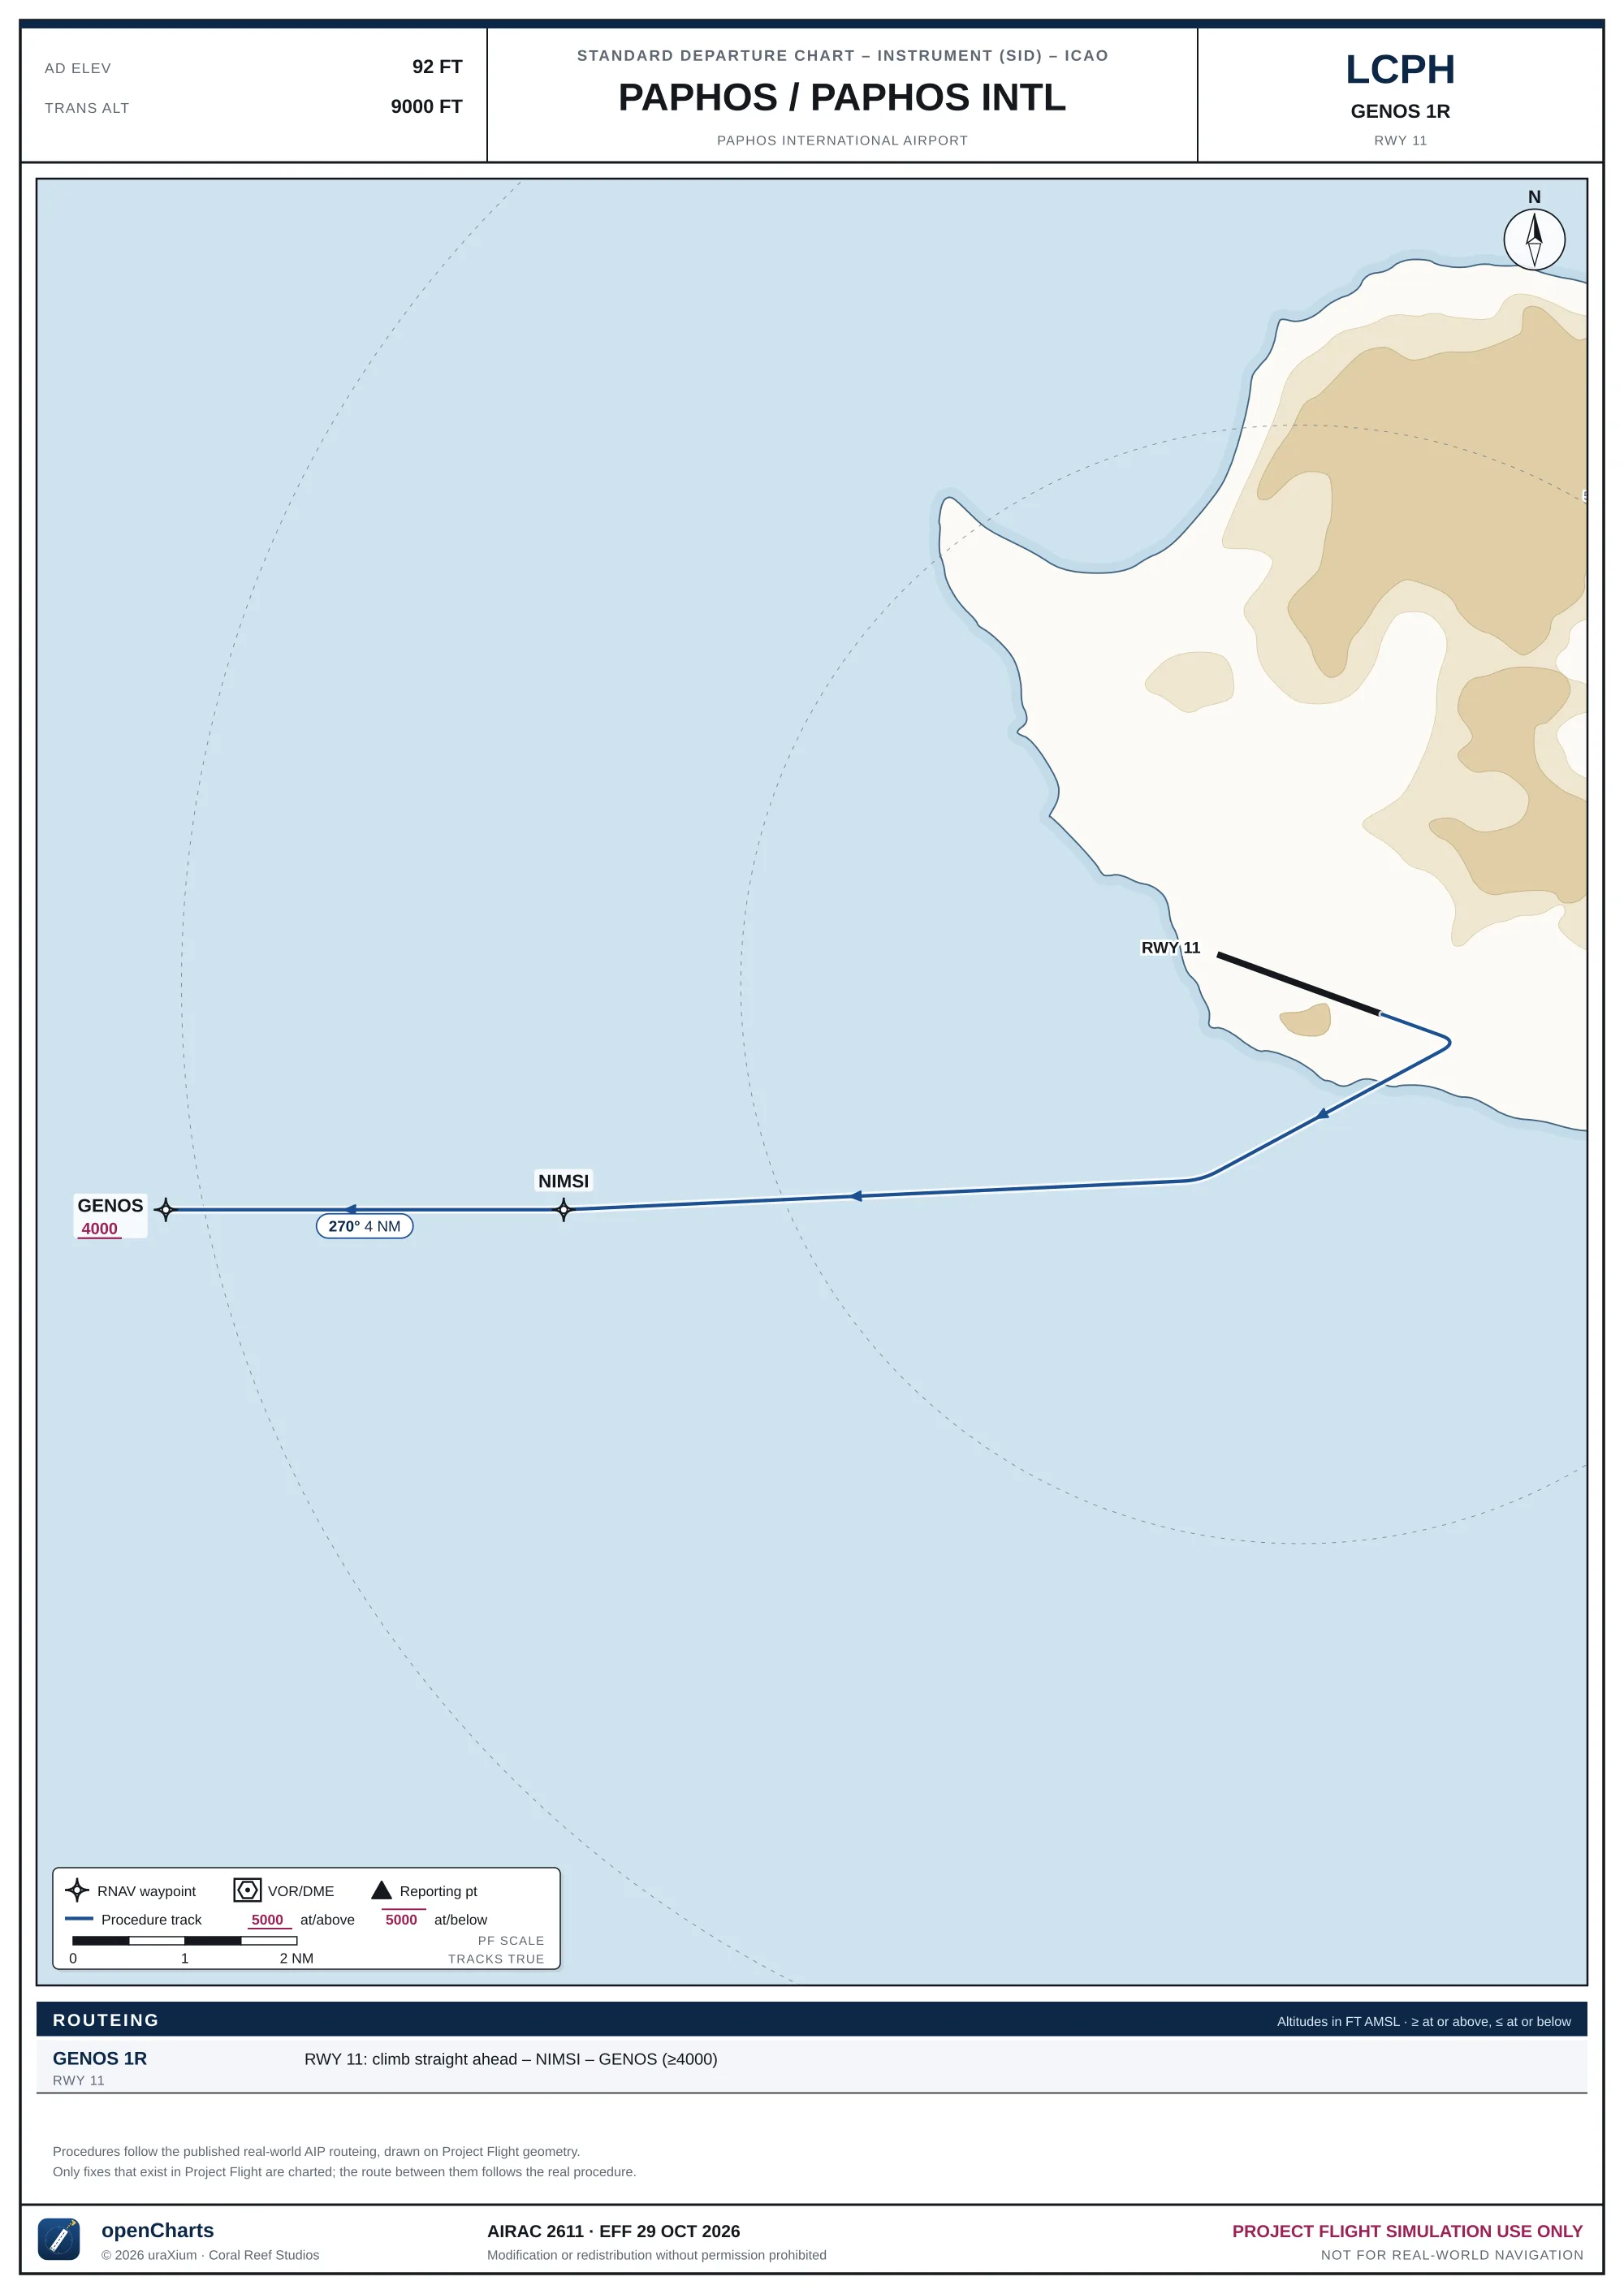 AD ELEV 92 FT
TRANS ALT 9000 FT
STANDARD DEPARTURE CHART – INSTRUMENT (SID) – ICAO
PAPHOS / PAPHOS INTL
PAPHOS INTERNATIONAL AIRPORT
LCPH
GENOS 1R
RWY 11
N
RWY 11
NIMSI
GENOS
4000
270° 4 NM
RNAV waypoint
VOR/DME
Reporting pt
Procedure track
5000 at/above
5000 at/below
PF SCALE
0 1 2 NM
TRACKS TRUE
ROUTEING
Altitudes in FT AMSL · ≥ at or above, ≤ at or below
GENOS 1R
RWY 11: climb straight ahead – NIMSI – GENOS (≥4000)
RWY 11
Procedures follow the published real-world AIP routeing, drawn on Project Flight geometry.
Only fixes that exist in Project Flight are charted; the route between them follows the real procedure.
openCharts
© 2026 uraXium · Coral Reef Studios
AIRAC 2611 · EFF 29 OCT 2026
Modification or redistribution without permission prohibited
PROJECT FLIGHT SIMULATION USE ONLY
NOT FOR REAL-WORLD NAVIGATION